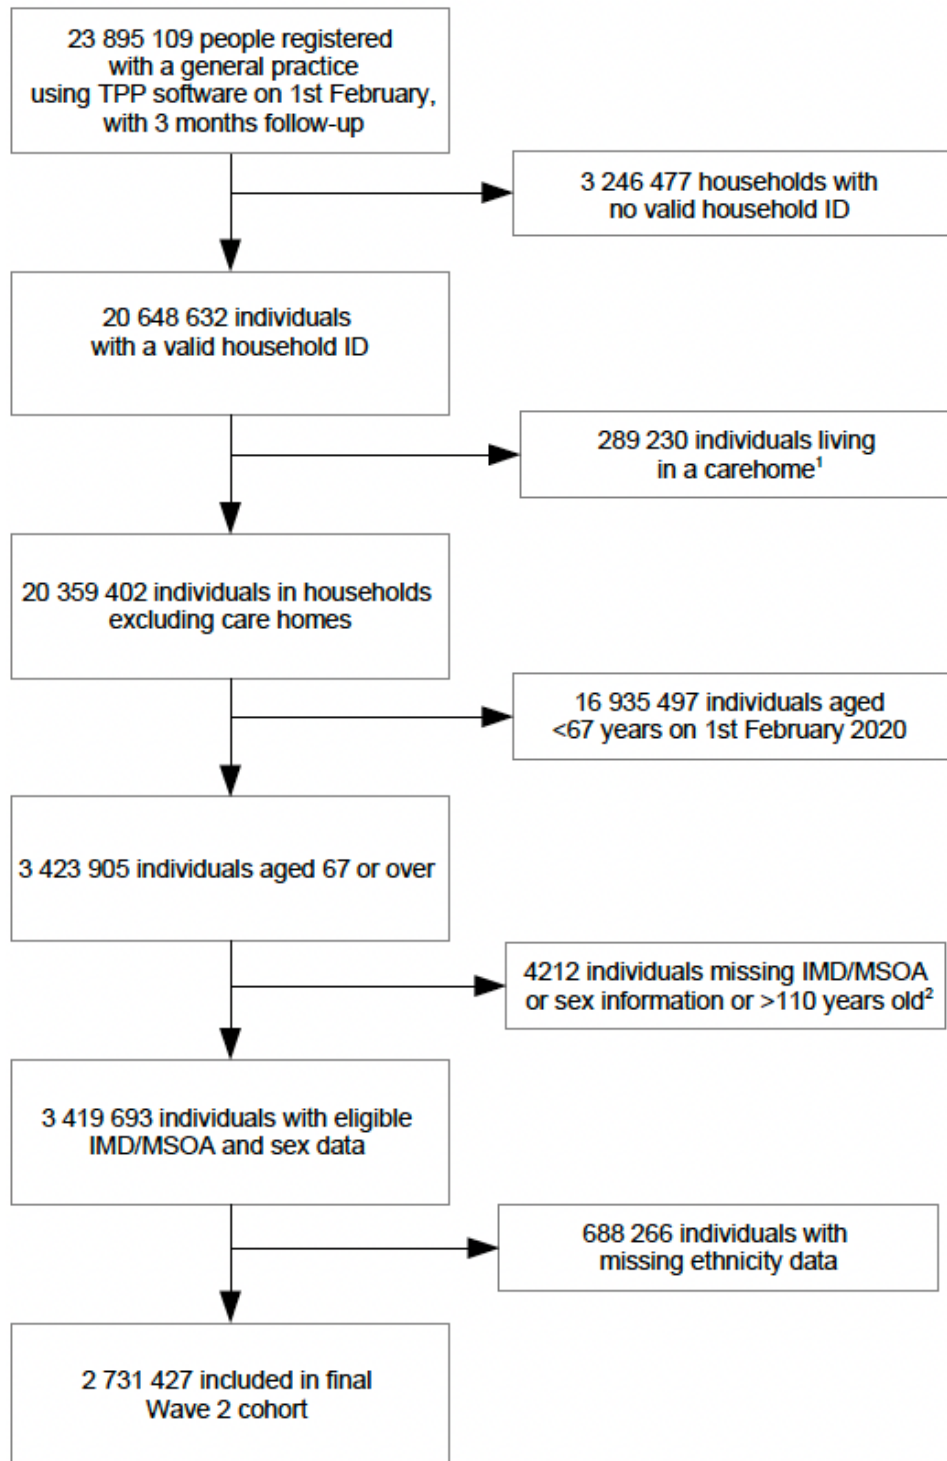 23 895 109 people registered
with a general practice
using TPP software on 1st February,
with 3 months follow-up
3 246 477 households with
no valid household ID
20 648 632 individuals
with a valid household ID
289 230 individuals living
in a carehome¹
20 359 402 individuals in households
excluding care homes
16 935 497 individuals aged
<67 years on 1st February 2020
3 423 905 individuals aged 67 or over
4212 individuals missing IMD/MSOA
or sex information or >110 years old²
3 419 693 individuals with eligible
IMD/MSOA and sex data
688 266 individuals with
missing ethnicity data
2 731 427 included in final
Wave 2 cohort